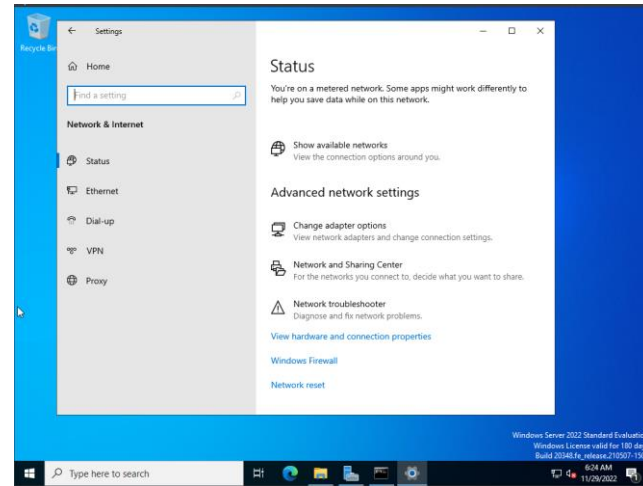 Recycle Bin
Settings
Home
Find a setting
Network & Internet
Status
Ethernet
Dial-up
VPN
Proxy
Status
You're on a metered network. Some apps might work differently to
help you save data while on this network.
Show available networks
View the connection options around you.
Advanced network settings
Change adapter options
View network adapters and change connection settings.
Network and Sharing Center
For the networks you connect to, decide what you want to share.
Network troubleshooter
Diagnose and fix network problems.
View hardware and connection properties
Windows Firewall
Network reset
Windows Server 2022 Standard Evaluatio
Windows License valid for 180 da
Build 20348.fe_release.210507-150
Type here to search
6:24 AM
11/29/2022